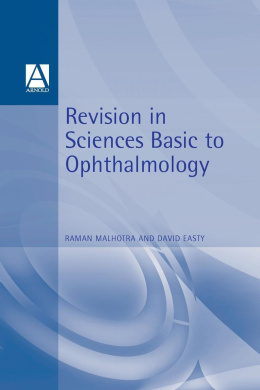 A
ARNOLD
Revision in
Sciences Basic to
Ophthalmology
RAMAN MALHOTRA AND DAVID EASTY